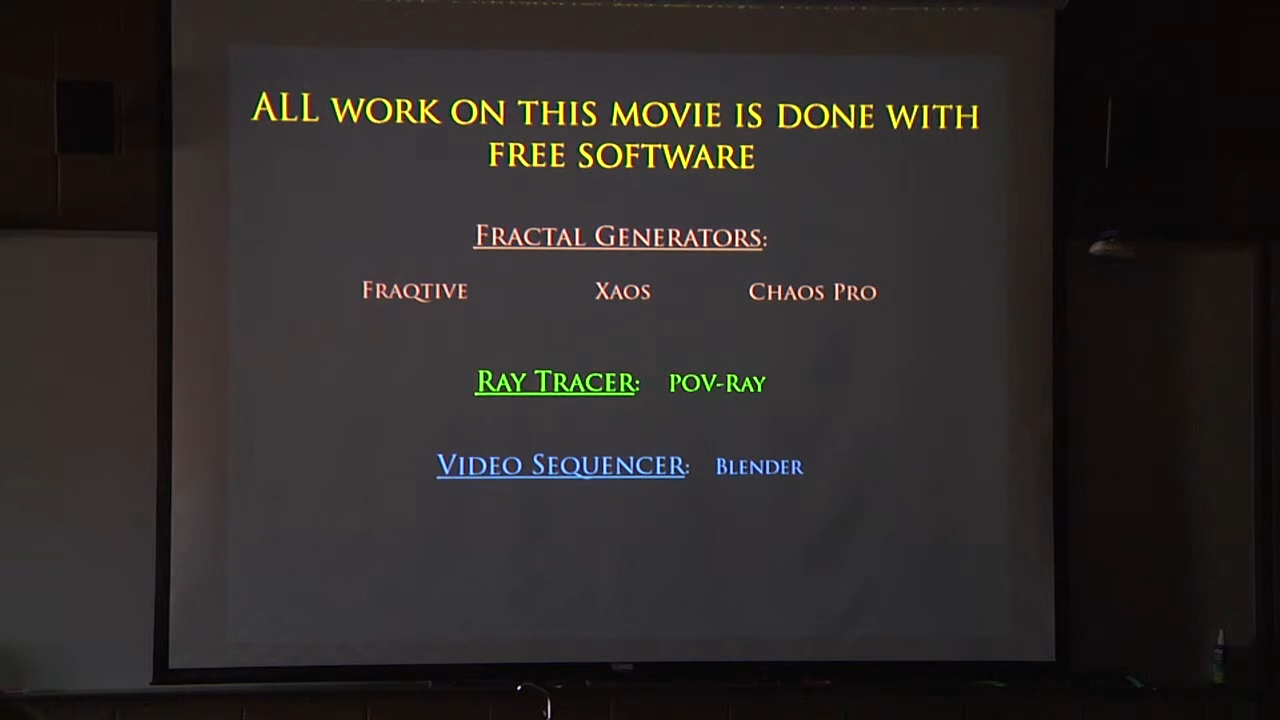 ALL WORK ON THIS MOVIE IS DONE WITH
FREE SOFTWARE
FRACTAL GENERATORS:
FRAQTIVE XAOS CHAOS PRO
RAY TRACER: POV-RAY
VIDEO SEQUENCER: BLENDER